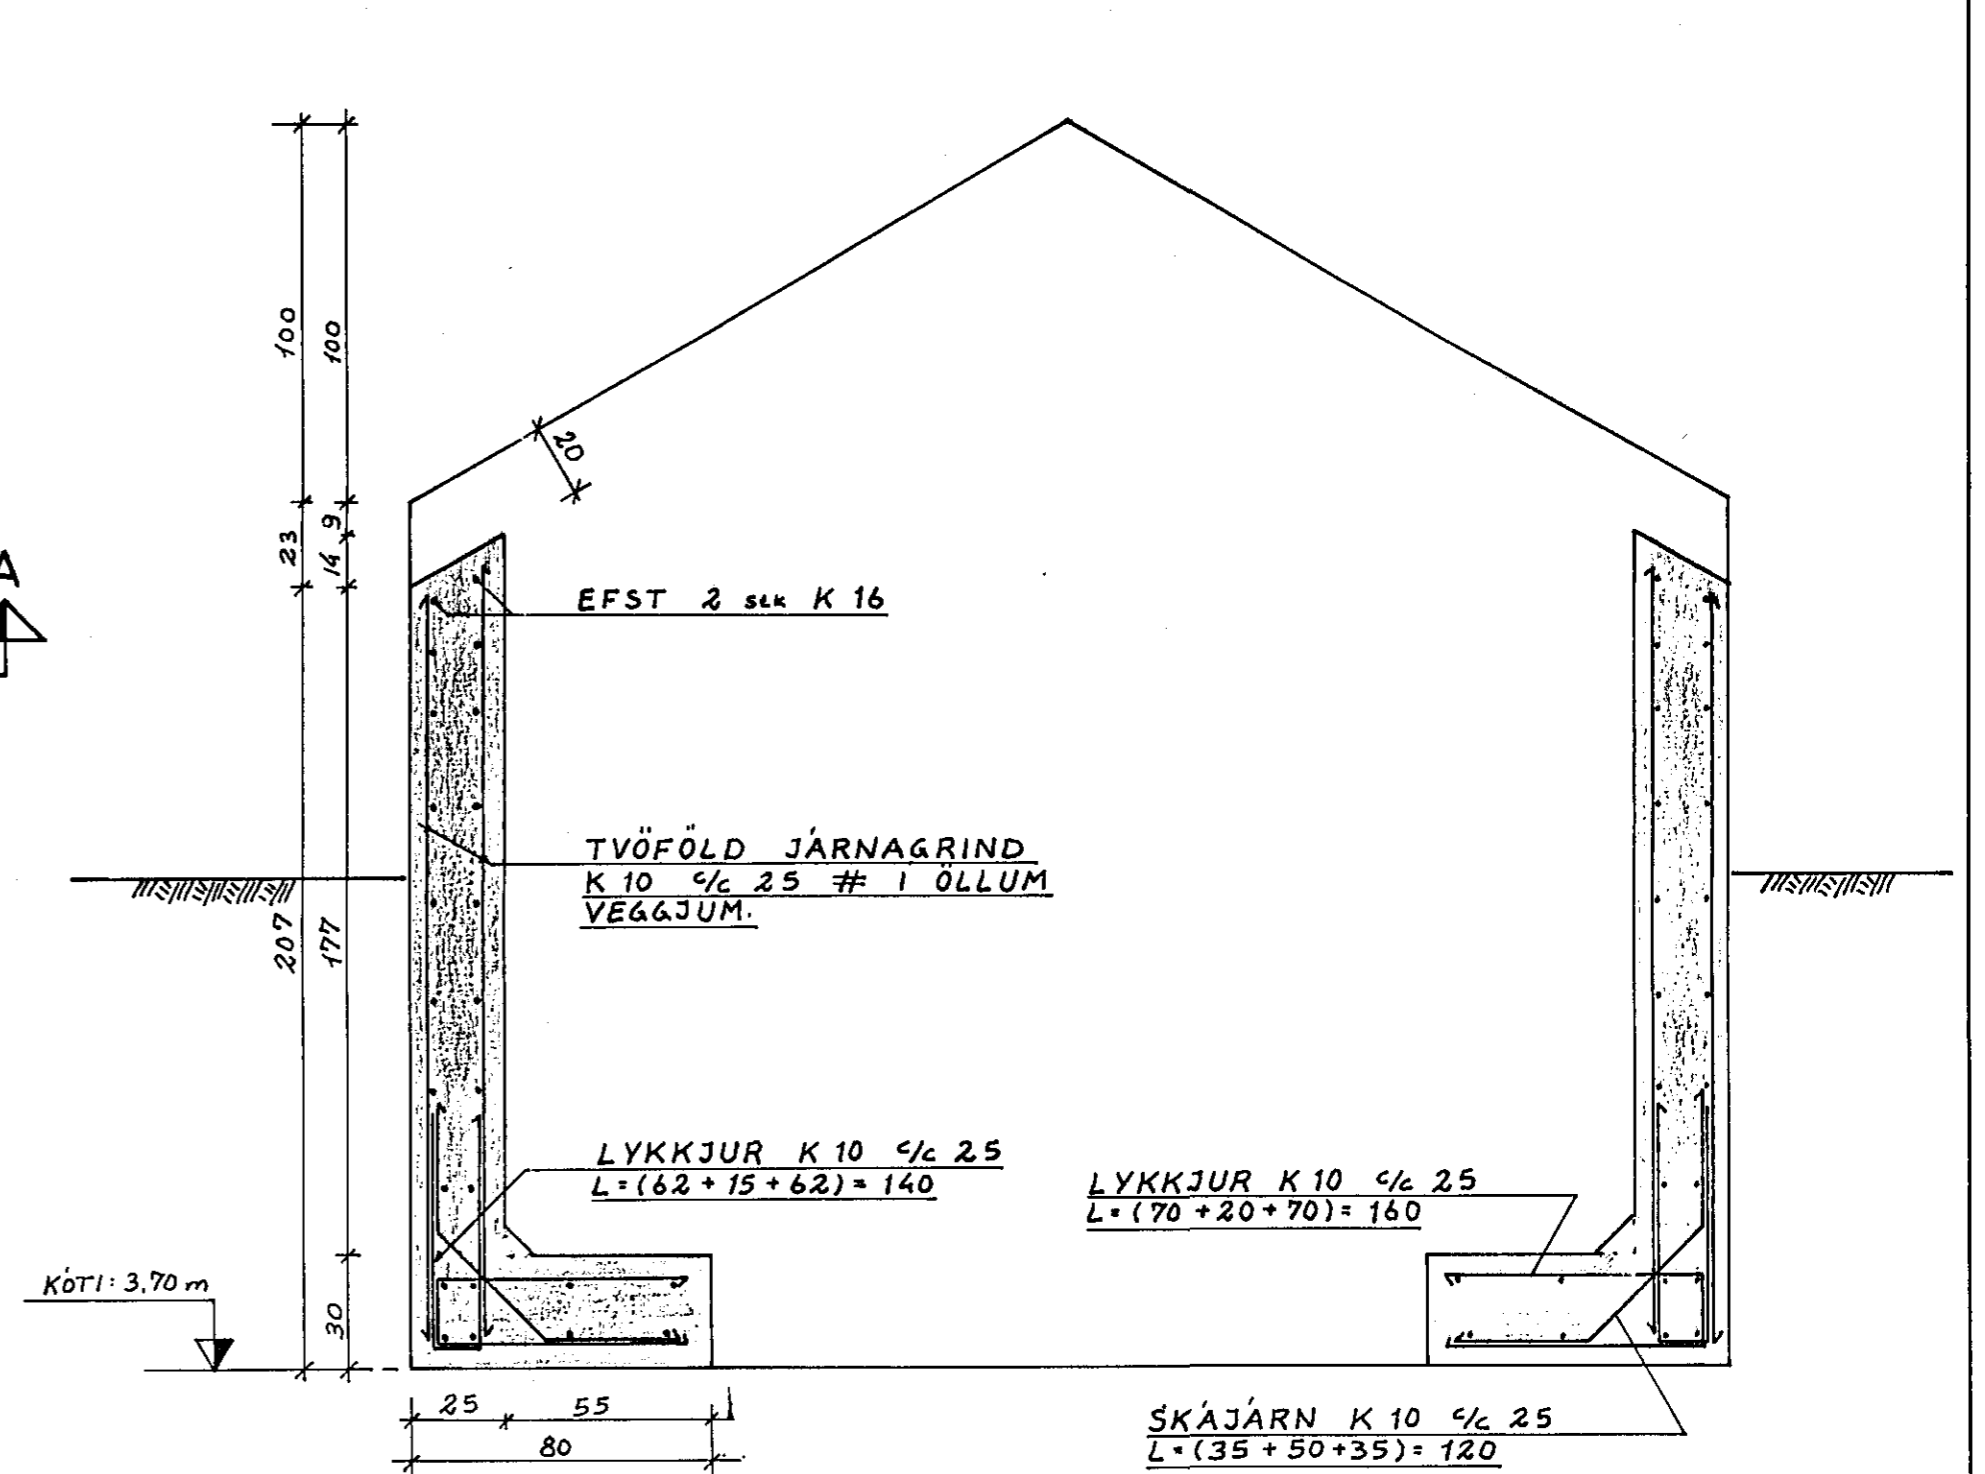 100
100
20
9
23
14
A
EFST 2 stk K 16
TVÖFÖLD JÁRNAGRIND
K 10 c/c 25 # I ÖLLUM
VEGGJUM.
207
177
LYKKJUR K 10 c/c 25
L=(62+15+62)=140
LYKKJUR K 10 c/c 25
L=(70+20+70)=160
KÓTI: 3,70 m
30
25
55
80
SKÁJÁRN K 10 c/c 25
L=(35+50+35)=120